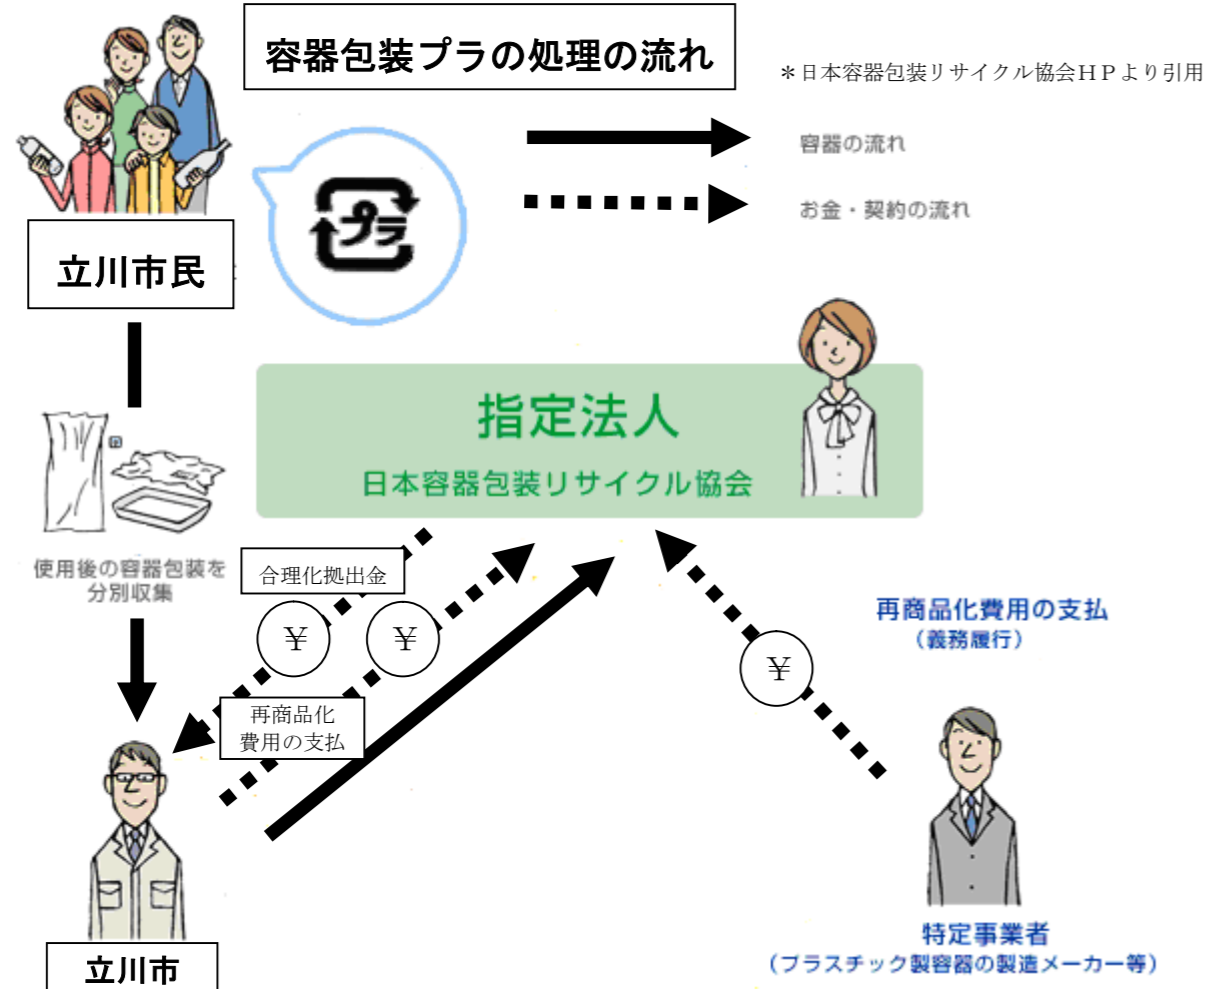 容器包装プラの処理の流れ
＊日本容器包装リサイクル協会ＨＰより引用
容器の流れ
お金・契約の流れ
プラ
立川市民
指定法人
日本容器包装リサイクル協会
使用後の容器包装を
分別収集
合理化拠出金
￥
￥
再商品化
費用の支払
￥
再商品化費用の支払
（義務履行）
立川市
特定事業者
（プラスチック製容器の製造メーカー等）